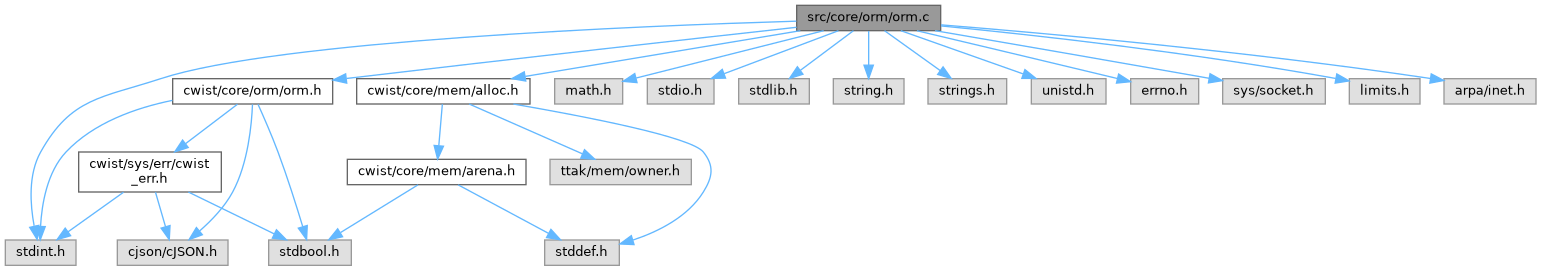 src/core/orm/orm.c
cwist/core/orm/orm.h
cwist/core/mem/alloc.h
math.h
stdio.h
stdlib.h
string.h
strings.h
unistd.h
errno.h
sys/socket.h
limits.h
arpa/inet.h
cwist/sys/err/cwist
_err.h
cwist/core/mem/arena.h
ttak/mem/owner.h
stdint.h
cjson/cJSON.h
stdbool.h
stddef.h